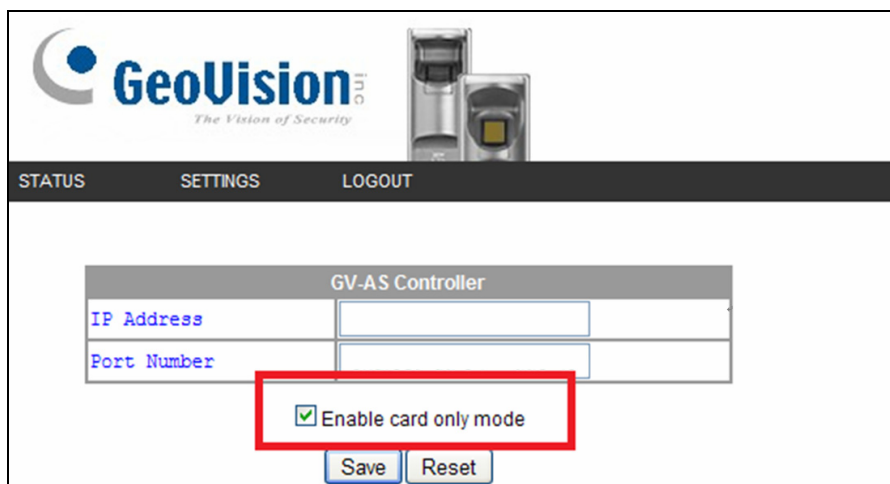 GeoVision inc
The Vision of Security
STATUS SETTINGS LOGOUT
GV-AS Controller
IP Address
Port Number
Enable card only mode
Save Reset